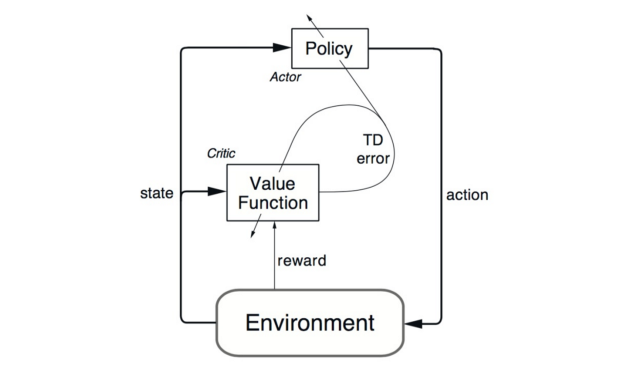 Policy
Actor
TD
error
Critic
Value
Function
state
action
reward
Environment